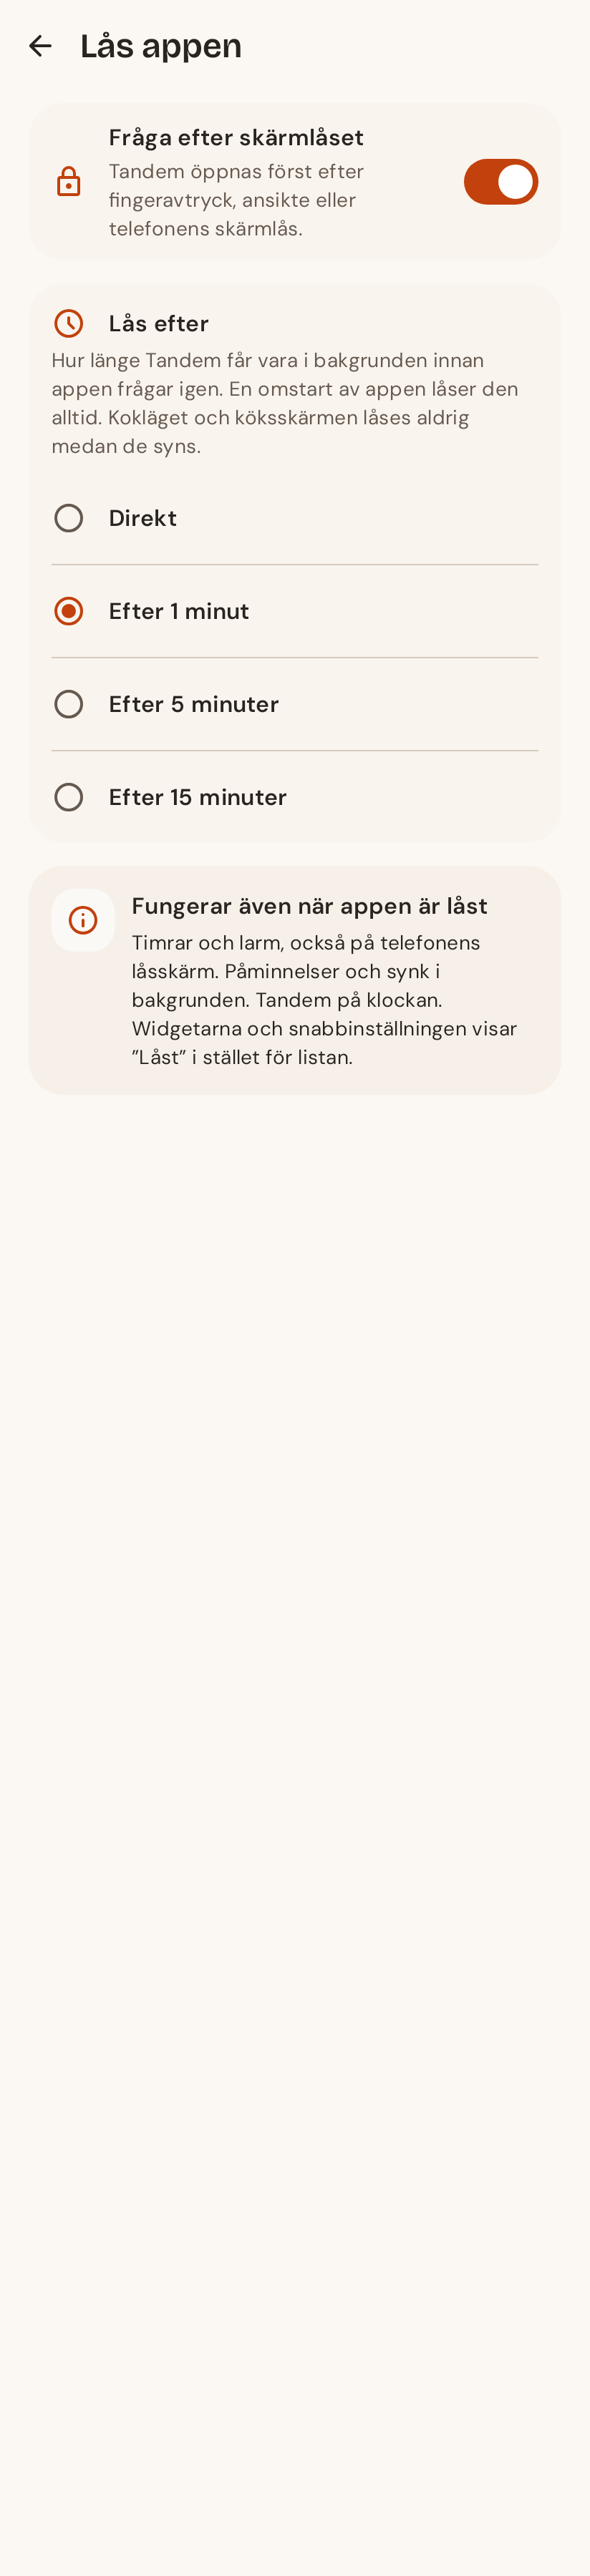 Lås appen
Fråga efter skärmlåset
Tandem öppnas först efter
fingeravtryck, ansikte eller
telefonens skärmlås.
Lås efter
Hur länge Tandem får vara i bakgrunden innan
appen frågar igen. En omstart av appen låser den
alltid. Kokläget och köksskärmen låses aldrig
medan de syns.
Direkt
Efter 1 minut
Efter 5 minuter
Efter 15 minuter
Fungerar även när appen är låst
Timrar och larm, också på telefonens
låsskärm. Påminnelser och synk i
bakgrunden. Tandem på klockan.
Widgetarna och snabbinställningen visar
”Låst” i stället för listan.